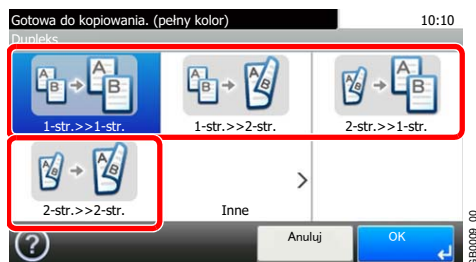 Gotowa do kopiowania. (pełny kolor) 10:10
Dupleks
1-str.>>1-str. 1-str.>>2-str. 2-str.>>1-str.
2-str.>>2-str. Inne
Anuluj OK